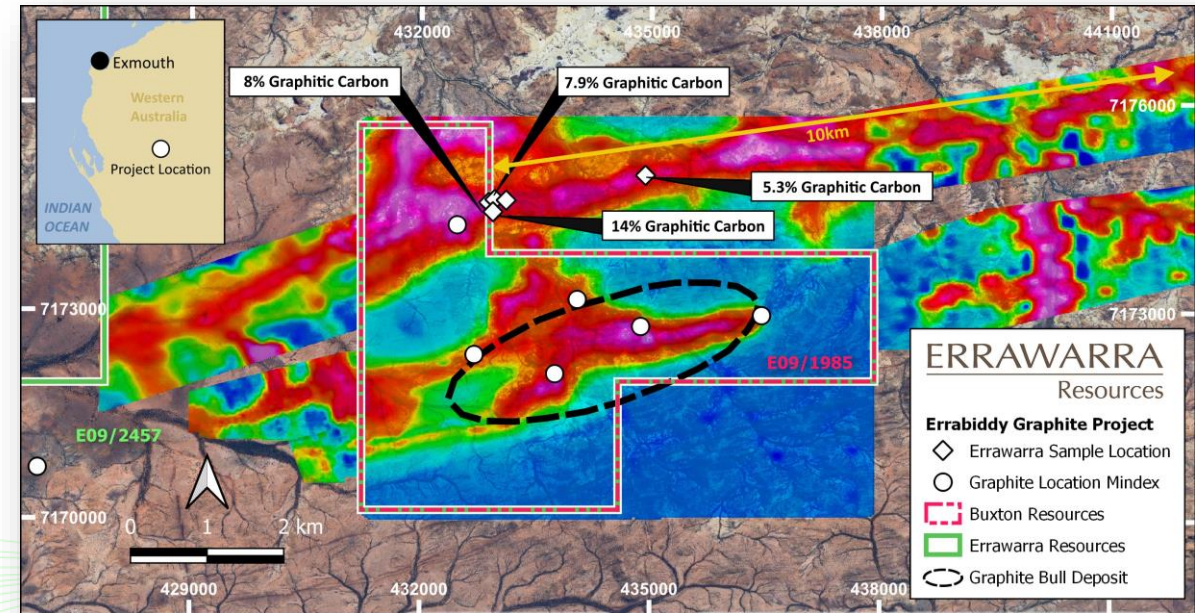 432000
435000
438000
441000
Exmouth
Western
Australia
Project Location
INDIAN
OCEAN
8% Graphitic Carbon
7.9% Graphitic Carbon
7176000
10km
5.3% Graphitic Carbon
14% Graphitic Carbon
7173000
7173000
E09/1985
E09/2457
7170000
0 1 2 km
429000
432000
435000
438000
ERRAWARRA
Resources
Errabiddy Graphite Project
Errawarra Sample Location
Graphite Location Mindex
Buxton Resources
Errawarra Resources
Graphite Bull Deposit